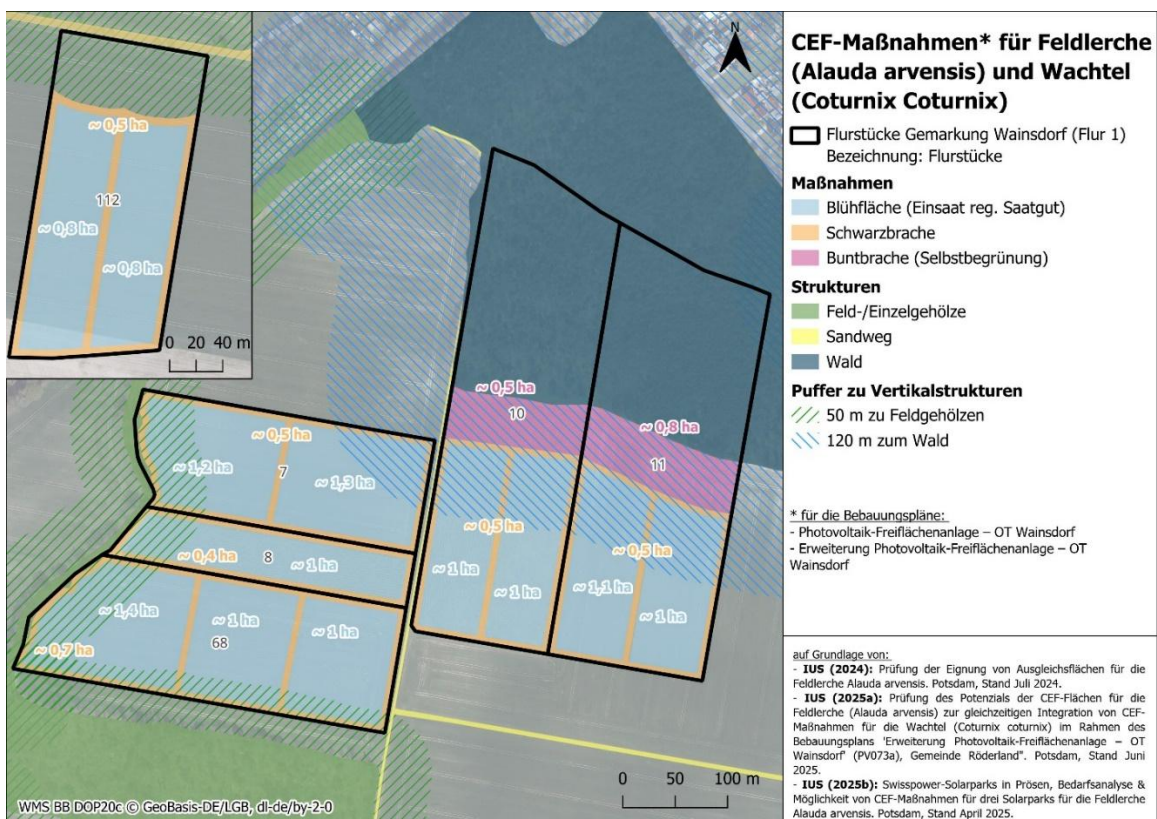 CEF-Maßnahmen* für Feldlerche
(Alauda arvensis) und Wachtel
(Coturnix Coturnix)
Flurstücke Gemarkung Wainsdorf (Flur 1)
Bezeichnung: Flurstücke
Maßnahmen
Blühfläche (Einsaat reg. Saatgut)
Schwarzbrache
Buntbrache (Selbstbegrünung)
Strukturen
Feld-/Einzelgehölze
Sandweg
Wald
Puffer zu Vertikalstrukturen
50 m zu Feldgehölzen
120 m zum Wald
* für die Bebauungspläne:
- Photovoltaik-Freiflächenanlage – OT Wainsdorf
- Erweiterung Photovoltaik-Freiflächenanlage – OT
Wainsdorf
auf Grundlage von:
- IUS (2024): Prüfung der Eignung von Ausgleichsflächen für die
Feldlerche Alauda arvensis. Potsdam, Stand Juli 2024.
- IUS (2025a): Prüfung des Potenzials der CEF-Flächen für die
Feldlerche (Alauda arvensis) zur gleichzeitigen Integration von CEF-
Maßnahmen für die Wachtel (Coturnix coturnix) im Rahmen des
Bebauungsplans 'Erweiterung Photovoltaik-Freiflächenanlage – OT
Wainsdorf' (PV073a), Gemeinde Röderland". Potsdam, Stand Juni
2025.
- IUS (2025b): Swisspower-Solarparks in Prösen, Bedarfsanalyse &
Möglichkeit von CEF-Maßnahmen für drei Solarparks für die Feldlerche
Alauda arvensis. Potsdam, Stand April 2025.
N
~ 0,5 ha
112
~ 0,8 ha
~ 0,8 ha
0 20 40 m
~ 0,5 ha
10
~ 0,8 ha
11
~ 0,5 ha
~ 1,2 ha
7
~ 1,3 ha
~ 0,5 ha
~ 0,5 ha
~ 0,4 ha
8
~ 1 ha
~ 1 ha
~ 1 ha
~ 1,1 ha
~ 1 ha
~ 1,4 ha
~ 1 ha
~ 1 ha
68
~ 0,7 ha
0 50 100 m
WMS BB DOP20c © GeoBasis-DE/LGB, dl-de/by-2-0